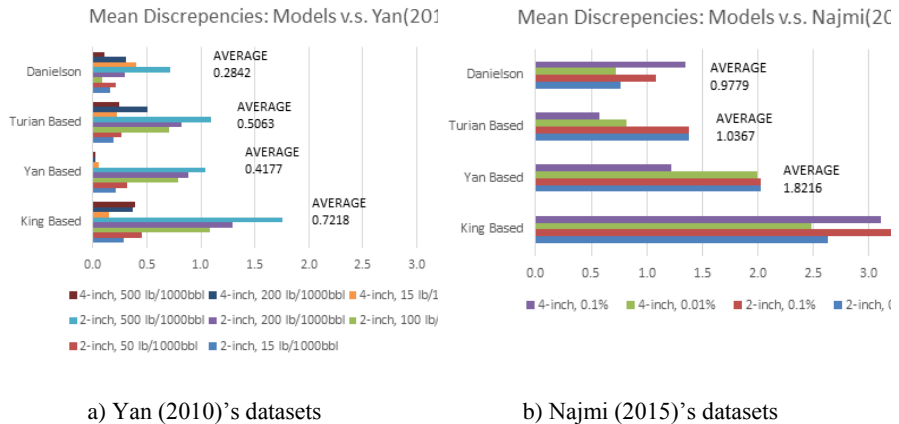 Mean Discrepencies: Models v.s. Yan(201
Danielson
AVERAGE
0.2842
Turian Based
AVERAGE
0.5063
Yan Based
AVERAGE
0.4177
King Based
AVERAGE
0.7218
0.0 0.5 1.0 1.5 2.0 2.5 3.0
4-inch, 500 lb/1000bbl 4-inch, 200 lb/1000bbl 4-inch, 15 lb/1
2-inch, 500 lb/1000bbl 2-inch, 200 lb/1000bbl 2-inch, 100 lb/
2-inch, 50 lb/1000bbl 2-inch, 15 lb/1000bbl
a) Yan (2010)'s datasets
Mean Discrepencies: Models v.s. Najmi(20
Danielson
AVERAGE
0.9779
Turian Based
AVERAGE
1.0367
Yan Based
AVERAGE
1.8216
King Based
0.0 0.5 1.0 1.5 2.0 2.5 3.0
4-inch, 0.1% 4-inch, 0.01% 2-inch, 0.1% 2-inch,
b) Najmi (2015)'s datasets